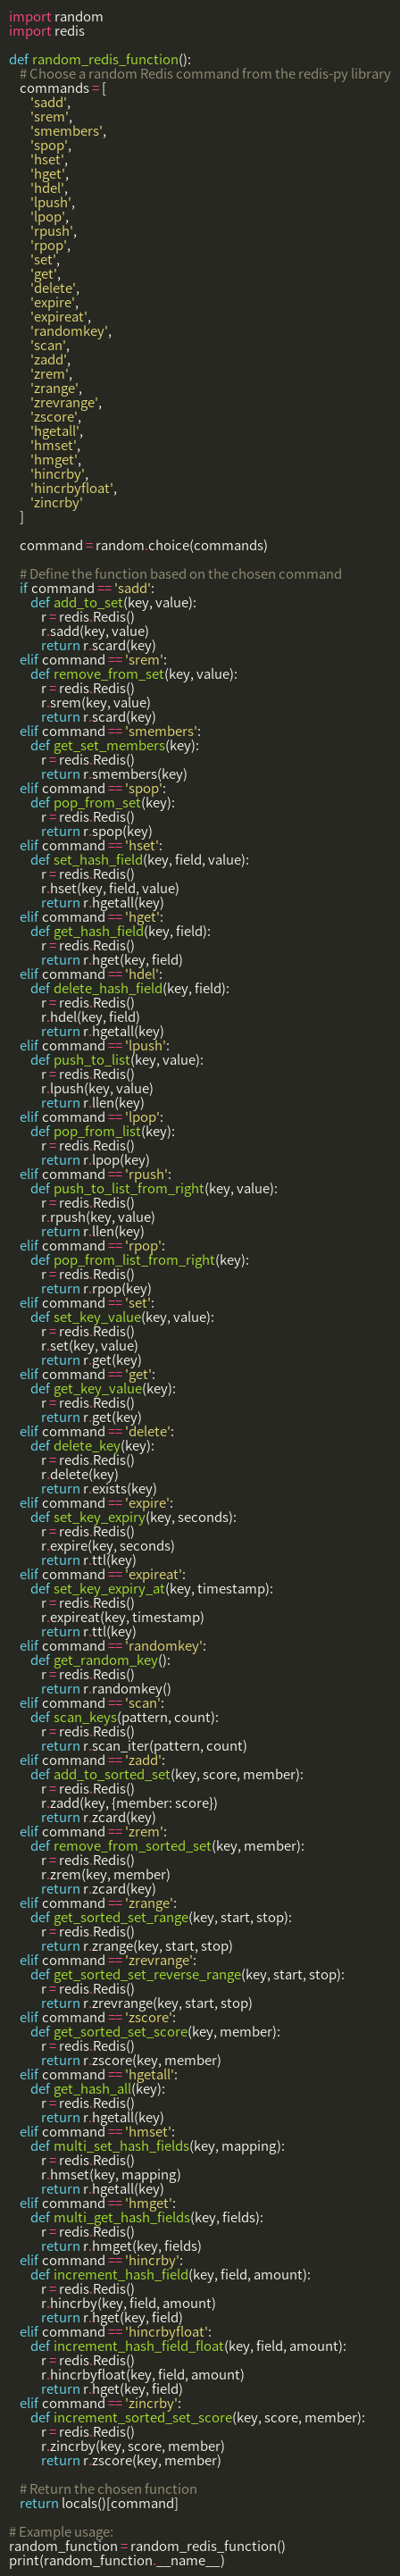 import random
import redis

def random_redis_function():
    # Choose a random Redis command from the redis-py library
    commands = [
        'sadd',
        'srem',
        'smembers',
        'spop',
        'hset',
        'hget',
        'hdel',
        'lpush',
        'lpop',
        'rpush',
        'rpop',
        'set',
        'get',
        'delete',
        'expire',
        'expireat',
        'randomkey',
        'scan',
        'zadd',
        'zrem',
        'zrange',
        'zrevrange',
        'zscore',
        'hgetall',
        'hmset',
        'hmget',
        'hincrby',
        'hincrbyfloat',
        'zincrby'
    ]

    command = random.choice(commands)

    # Define the function based on the chosen command
    if command == 'sadd':
        def add_to_set(key, value):
            r = redis.Redis()
            r.sadd(key, value)
            return r.scard(key)
    elif command == 'srem':
        def remove_from_set(key, value):
            r = redis.Redis()
            r.srem(key, value)
            return r.scard(key)
    elif command == 'smembers':
        def get_set_members(key):
            r = redis.Redis()
            return r.smembers(key)
    elif command == 'spop':
        def pop_from_set(key):
            r = redis.Redis()
            return r.spop(key)
    elif command == 'hset':
        def set_hash_field(key, field, value):
            r = redis.Redis()
            r.hset(key, field, value)
            return r.hgetall(key)
    elif command == 'hget':
        def get_hash_field(key, field):
            r = redis.Redis()
            return r.hget(key, field)
    elif command == 'hdel':
        def delete_hash_field(key, field):
            r = redis.Redis()
            r.hdel(key, field)
            return r.hgetall(key)
    elif command == 'lpush':
        def push_to_list(key, value):
            r = redis.Redis()
            r.lpush(key, value)
            return r.llen(key)
    elif command == 'lpop':
        def pop_from_list(key):
            r = redis.Redis()
            return r.lpop(key)
    elif command == 'rpush':
        def push_to_list_from_right(key, value):
            r = redis.Redis()
            r.rpush(key, value)
            return r.llen(key)
    elif command == 'rpop':
        def pop_from_list_from_right(key):
            r = redis.Redis()
            return r.rpop(key)
    elif command == 'set':
        def set_key_value(key, value):
            r = redis.Redis()
            r.set(key, value)
            return r.get(key)
    elif command == 'get':
        def get_key_value(key):
            r = redis.Redis()
            return r.get(key)
    elif command == 'delete':
        def delete_key(key):
            r = redis.Redis()
            r.delete(key)
            return r.exists(key)
    elif command == 'expire':
        def set_key_expiry(key, seconds):
            r = redis.Redis()
            r.expire(key, seconds)
            return r.ttl(key)
    elif command == 'expireat':
        def set_key_expiry_at(key, timestamp):
            r = redis.Redis()
            r.expireat(key, timestamp)
            return r.ttl(key)
    elif command == 'randomkey':
        def get_random_key():
            r = redis.Redis()
            return r.randomkey()
    elif command == 'scan':
        def scan_keys(pattern, count):
            r = redis.Redis()
            return r.scan_iter(pattern, count)
    elif command == 'zadd':
        def add_to_sorted_set(key, score, member):
            r = redis.Redis()
            r.zadd(key, {member: score})
            return r.zcard(key)
    elif command == 'zrem':
        def remove_from_sorted_set(key, member):
            r = redis.Redis()
            r.zrem(key, member)
            return r.zcard(key)
    elif command == 'zrange':
        def get_sorted_set_range(key, start, stop):
            r = redis.Redis()
            return r.zrange(key, start, stop)
    elif command == 'zrevrange':
        def get_sorted_set_reverse_range(key, start, stop):
            r = redis.Redis()
            return r.zrevrange(key, start, stop)
    elif command == 'zscore':
        def get_sorted_set_score(key, member):
            r = redis.Redis()
            return r.zscore(key, member)
    elif command == 'hgetall':
        def get_hash_all(key):
            r = redis.Redis()
            return r.hgetall(key)
    elif command == 'hmset':
        def multi_set_hash_fields(key, mapping):
            r = redis.Redis()
            r.hmset(key, mapping)
            return r.hgetall(key)
    elif command == 'hmget':
        def multi_get_hash_fields(key, fields):
            r = redis.Redis()
            return r.hmget(key, fields)
    elif command == 'hincrby':
        def increment_hash_field(key, field, amount):
            r = redis.Redis()
            r.hincrby(key, field, amount)
            return r.hget(key, field)
    elif command == 'hincrbyfloat':
        def increment_hash_field_float(key, field, amount):
            r = redis.Redis()
            r.hincrbyfloat(key, field, amount)
            return r.hget(key, field)
    elif command == 'zincrby':
        def increment_sorted_set_score(key, score, member):
            r = redis.Redis()
            r.zincrby(key, score, member)
            return r.zscore(key, member)

    # Return the chosen function
    return locals()[command]

# Example usage:
random_function = random_redis_function()
print(random_function.__name__)